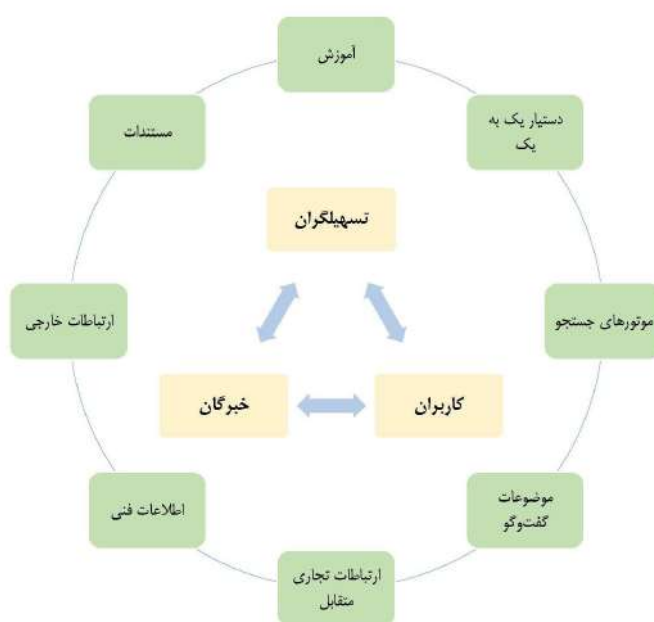 آموزش
دستیار یک به
یک
مستندات
تسهیلگران
موتورهای جستجو
ارتباطات خارجی
کاربران
خبرگان
موضوعات
گفت‌وگو
اطلاعات فنی
ارتباطات تجاری
متقابل